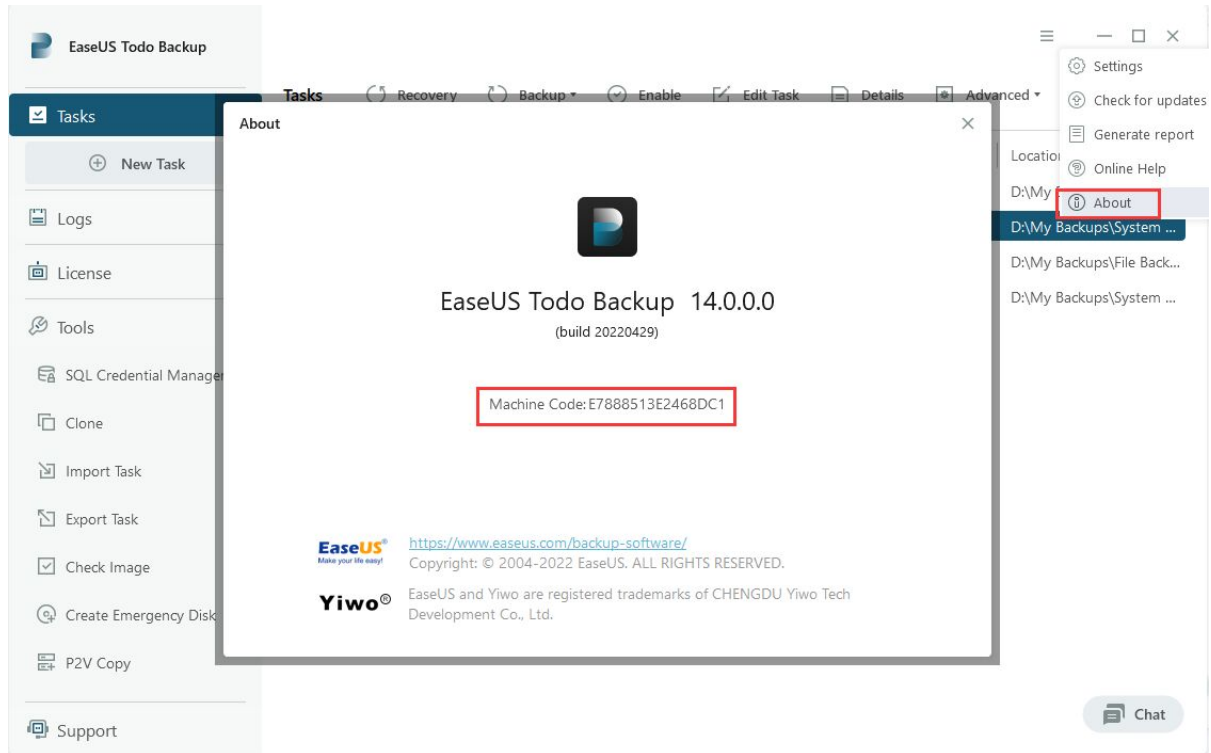 EaseUS Todo Backup
Tasks
New Task
Logs
License
Tools
SQL Credential Manager
Clone
Import Task
Export Task
Check Image
Create Emergency Disk
P2V Copy
Support
Tasks Recovery Backup Enable Edit Task Details Advanced
Settings
Check for updates
Generate report
Online Help
About
Location
D:\My
D:\My Backups\System ...
D:\My Backups\File Back...
D:\My Backups\System ...
About
EaseUS Todo Backup 14.0.0.0
(build 20220429)
Machine Code: E7888513E2468DC1
EaseUS®
Make your life easy!
https://www.easeus.com/backup-software/
Copyright: © 2004-2022 EaseUS. ALL RIGHTS RESERVED.
Yiwo®
EaseUS and Yiwo are registered trademarks of CHENGDU Yiwo Tech
Development Co., Ltd.
Chat